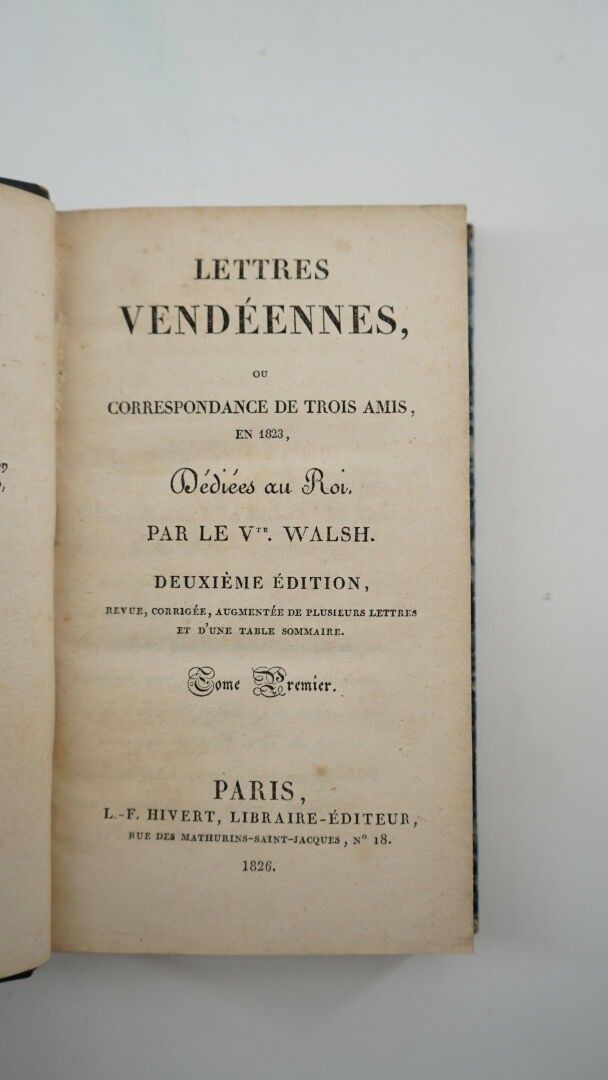 LETTRES
VENDÉENNES,
OU
CORRESPONDANCE DE TROIS AMIS,
EN 1823,
Dédiées au Roi.
PAR LE Vᵀᴱ. WALSH.
DEUXIÈME ÉDITION,
REVUE, CORRIGÉE, AUGMENTÉE DE PLUSIEURS LETTRES
ET D'UNE TABLE SOMMAIRE.
Tome Premier.
PARIS,
L.-F. HIVERT, LIBRAIRE-ÉDITEUR,
RUE DES MATHURINS-SAINT-JACQUES, Nº 18.
1826.